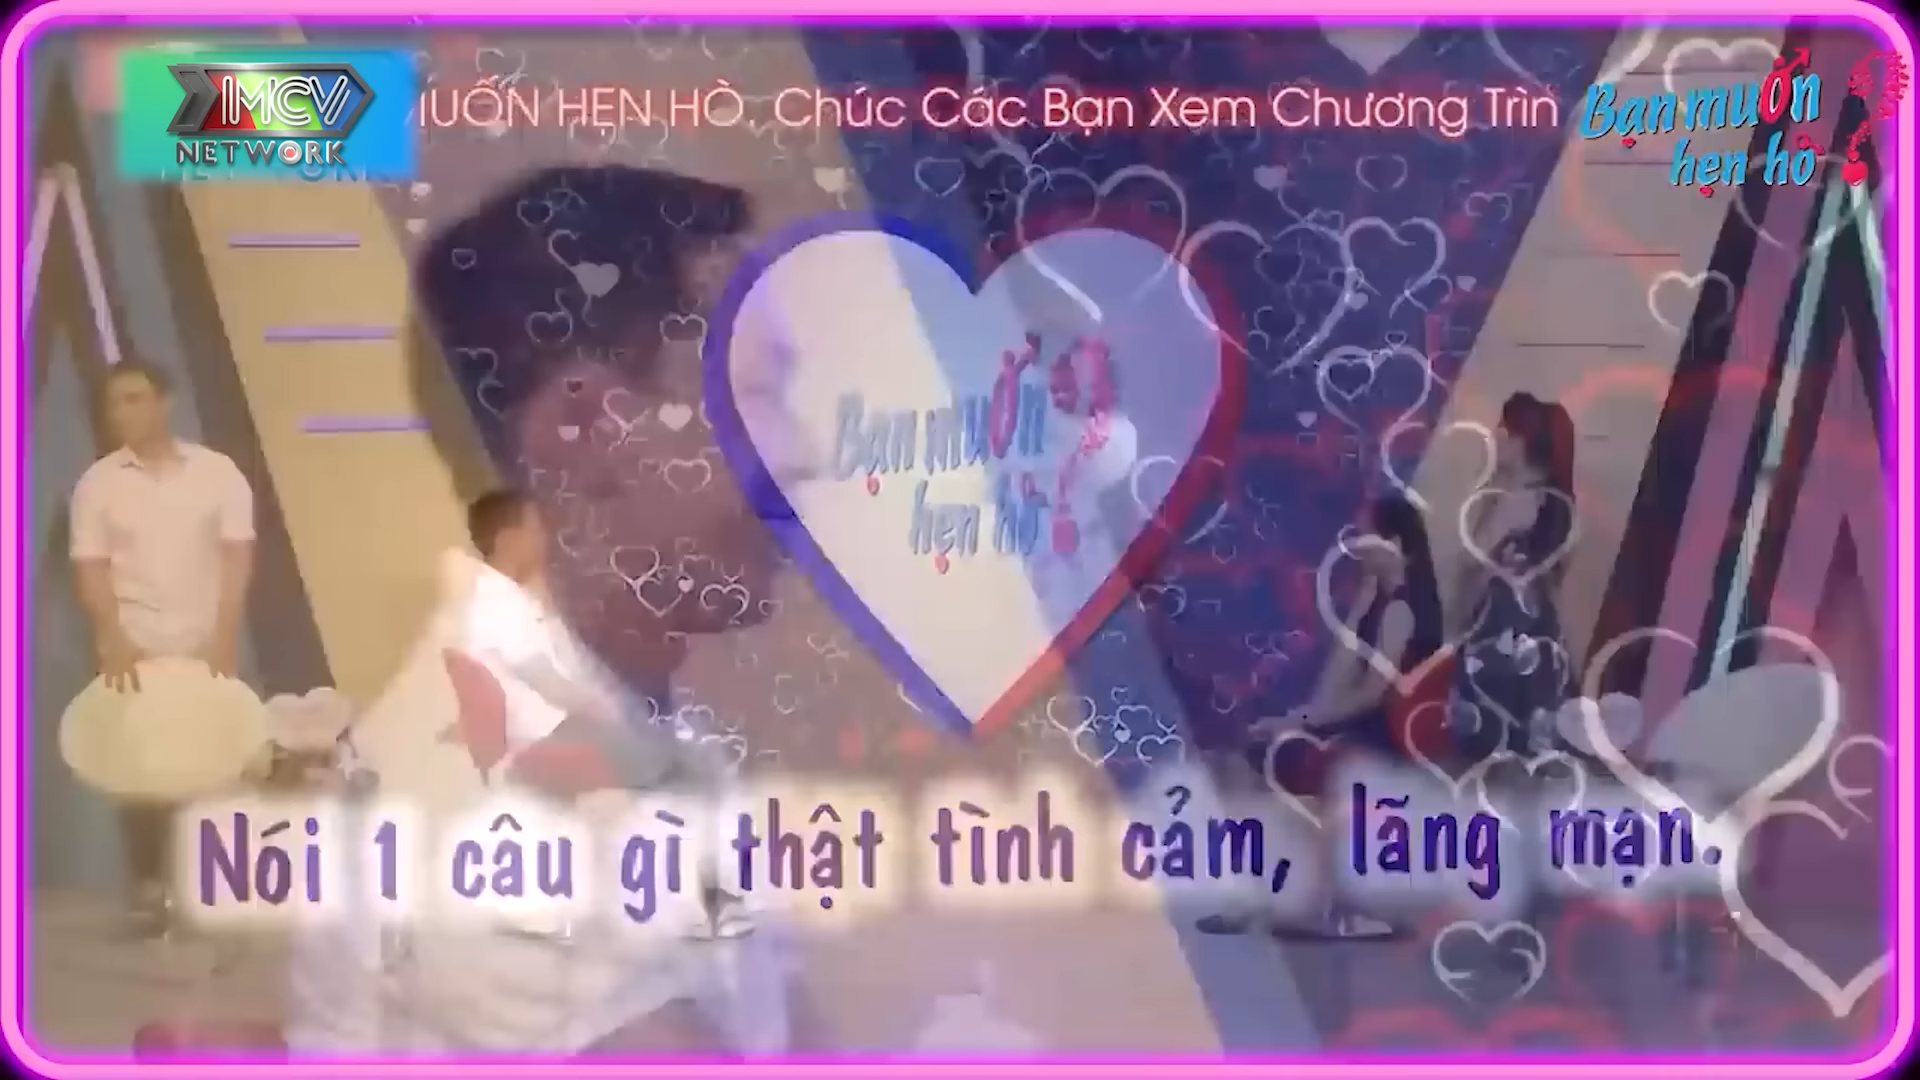 MCV
NETWORK
MUỐN HẸN HÒ. Chúc Các Bạn Xem Chương Trìn
Bạn muốn
hẹn hò ?
Bạn muốn
hẹn hò ?
Nói 1 câu gì thật tình cảm, lãng mạn.